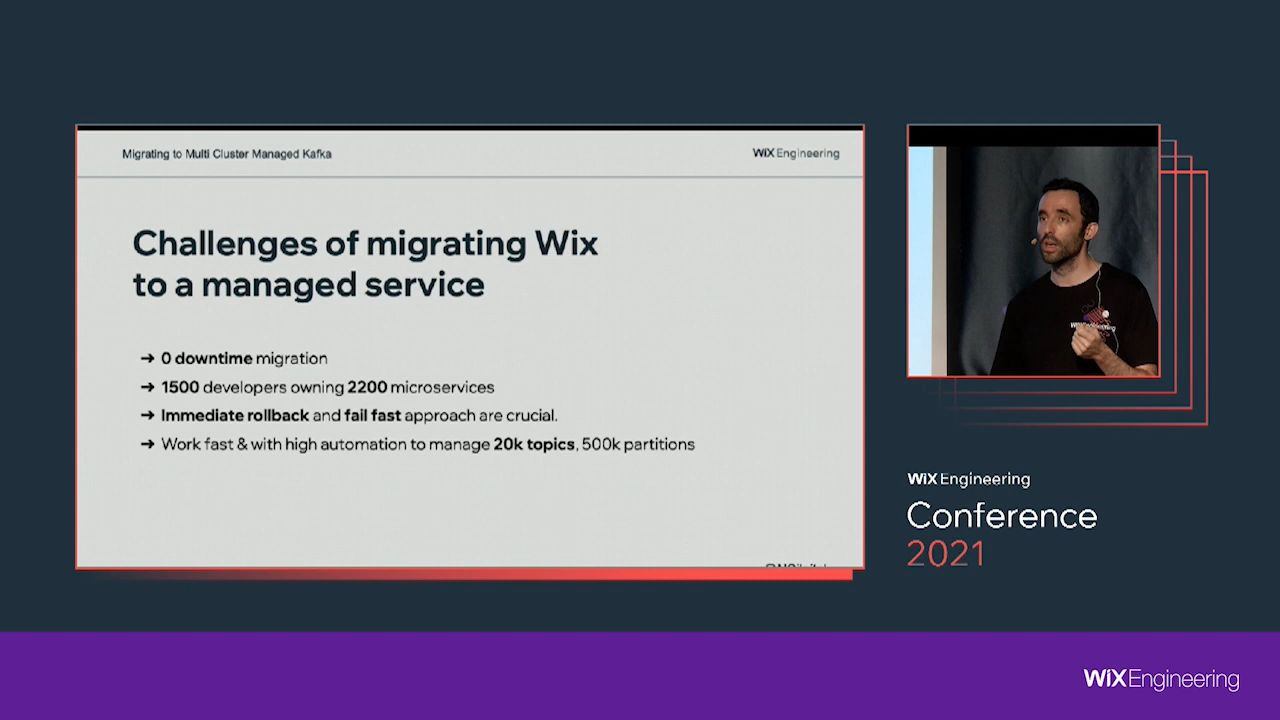 Migrating to Multi Cluster Managed Kafka
WiX Engineering
Challenges of migrating Wix
to a managed service
➔ 0 downtime migration
➔ 1500 developers owning 2200 microservices
➔ Immediate rollback and fail fast approach are crucial.
➔ Work fast & with high automation to manage 20k topics, 500k partitions
WiX Engineering
WiX Engineering
Conference
2021
WiXEngineering